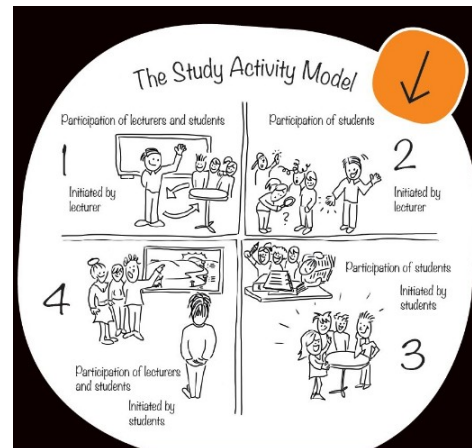 The Study Activity Model
Participation of lecturers and students
1
Initiated by
lecturer
Participation of students
2
Initiated by
lecturer
?
Participation of students
Initiated by
students
3
4
Participation of lecturers
and students
Initiated by
students